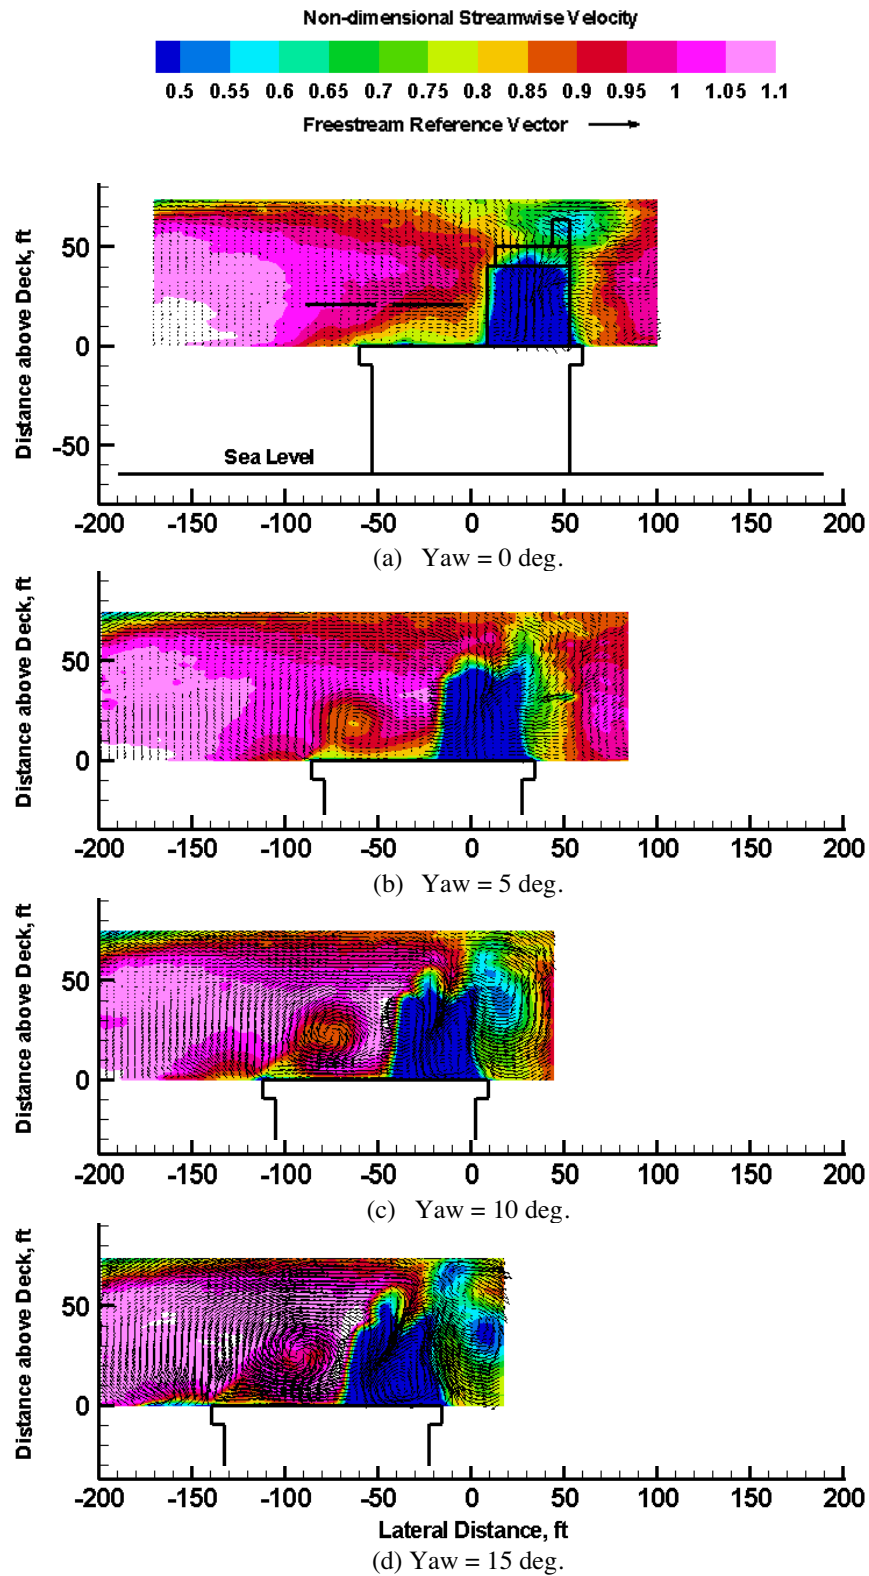 Non-dimensional Streamwise Velocity
0.5 0.55 0.6 0.65 0.7 0.75 0.8 0.85 0.9 0.95 1 1.05 1.1
Freestream Reference Vector
Distance above Deck, ft
50
0
-50
Sea Level
-200 -150 -100 -50 0 50 100 150 200
(a) Yaw = 0 deg.
Distance above Deck, ft
50
0
-200 -150 -100 -50 0 50 100 150 200
(b) Yaw = 5 deg.
Distance above Deck, ft
50
0
-200 -150 -100 -50 0 50 100 150 200
(c) Yaw = 10 deg.
Distance above Deck, ft
50
0
-200 -150 -100 -50 0 50 100 150 200
Lateral Distance, ft
(d) Yaw = 15 deg.